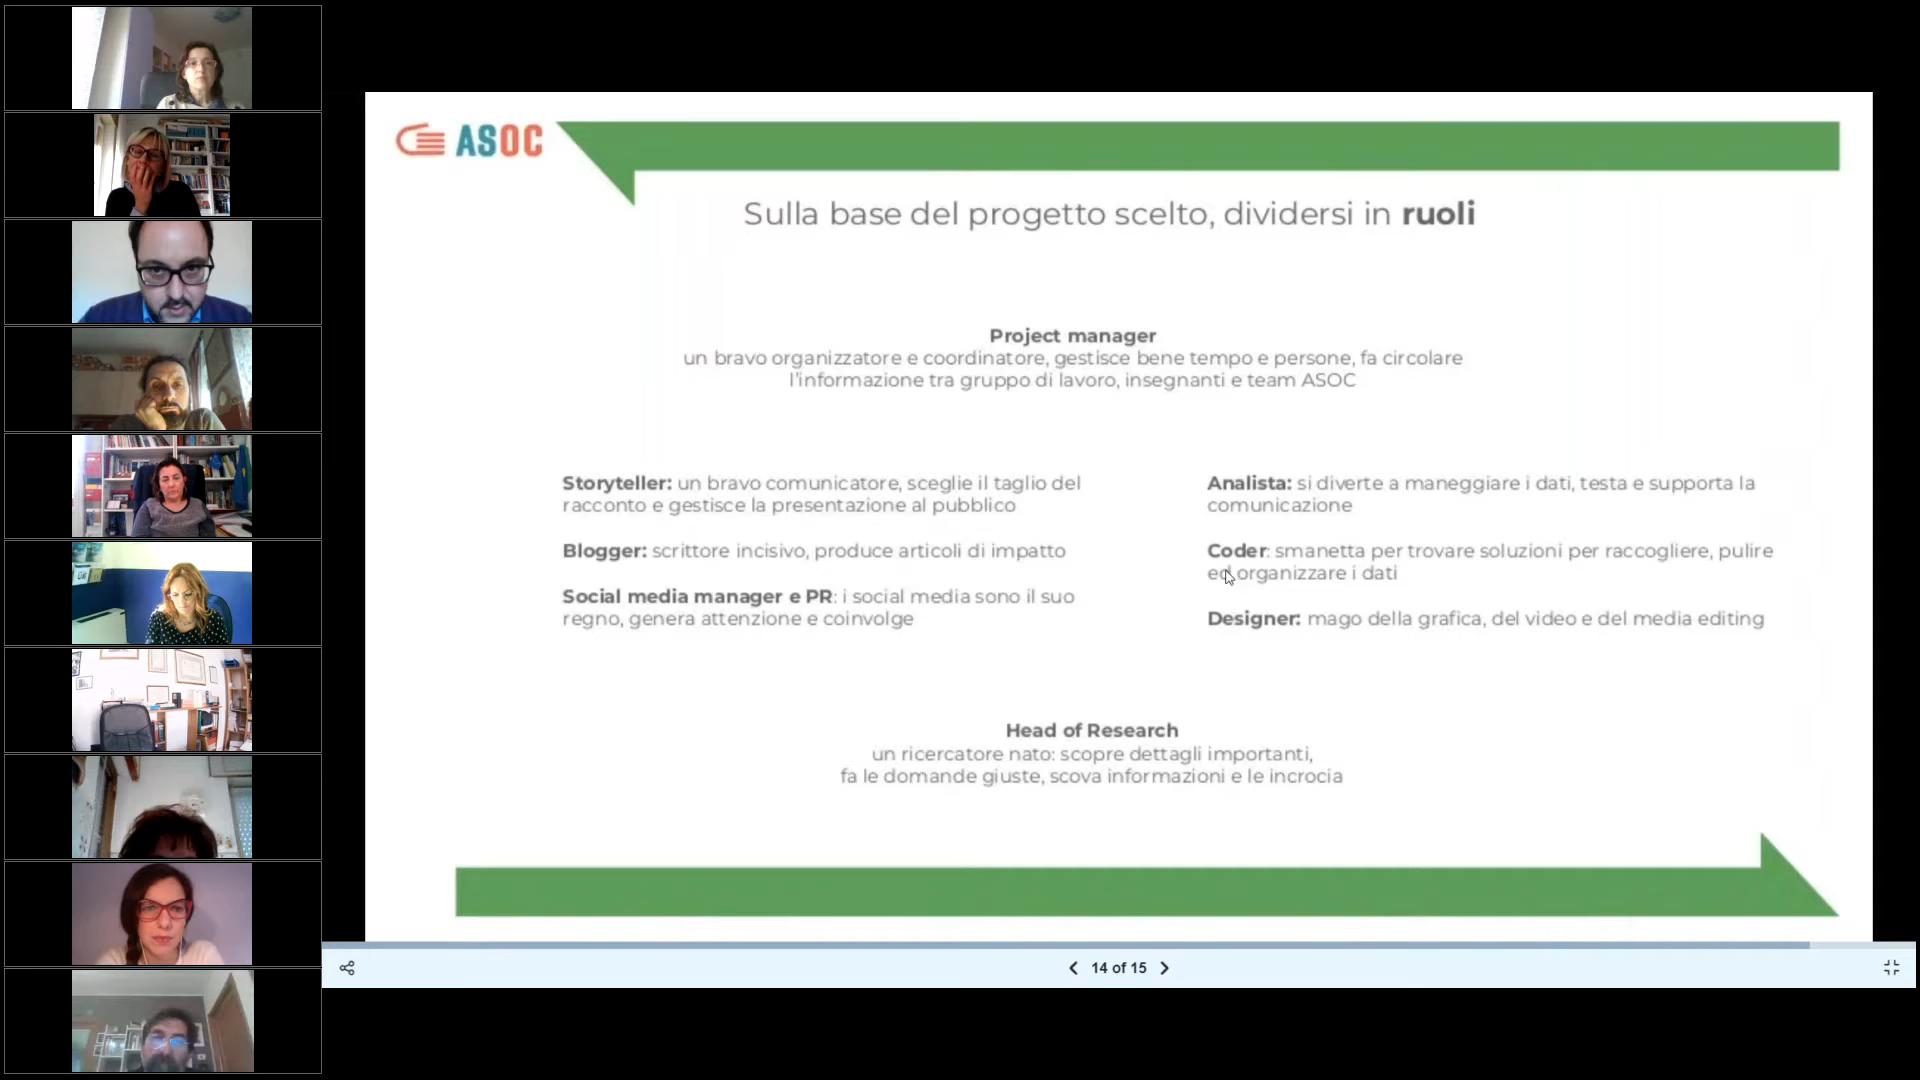 ASOC
Sulla base del progetto scelto, dividersi in ruoli
Project manager
un bravo organizzatore e coordinatore, gestisce bene tempo e persone, fa circolare
l'informazione tra gruppo di lavoro, insegnanti e team ASOC
Storyteller: un bravo comunicatore, sceglie il taglio del
racconto e gestisce la presentazione al pubblico
Blogger: scrittore incisivo, produce articoli di impatto
Social media manager e PR: i social media sono il suo
regno, genera attenzione e coinvolge
Analista: si diverte a maneggiare i dati, testa e supporta la
comunicazione
Coder: smanetta per trovare soluzioni per raccogliere, pulire
ed organizzare i dati
Designer: mago della grafica, del video e del media editing
Head of Research
un ricercatore nato: scopre dettagli importanti,
fa le domande giuste, scova informazioni e le incrocia
14 of 15